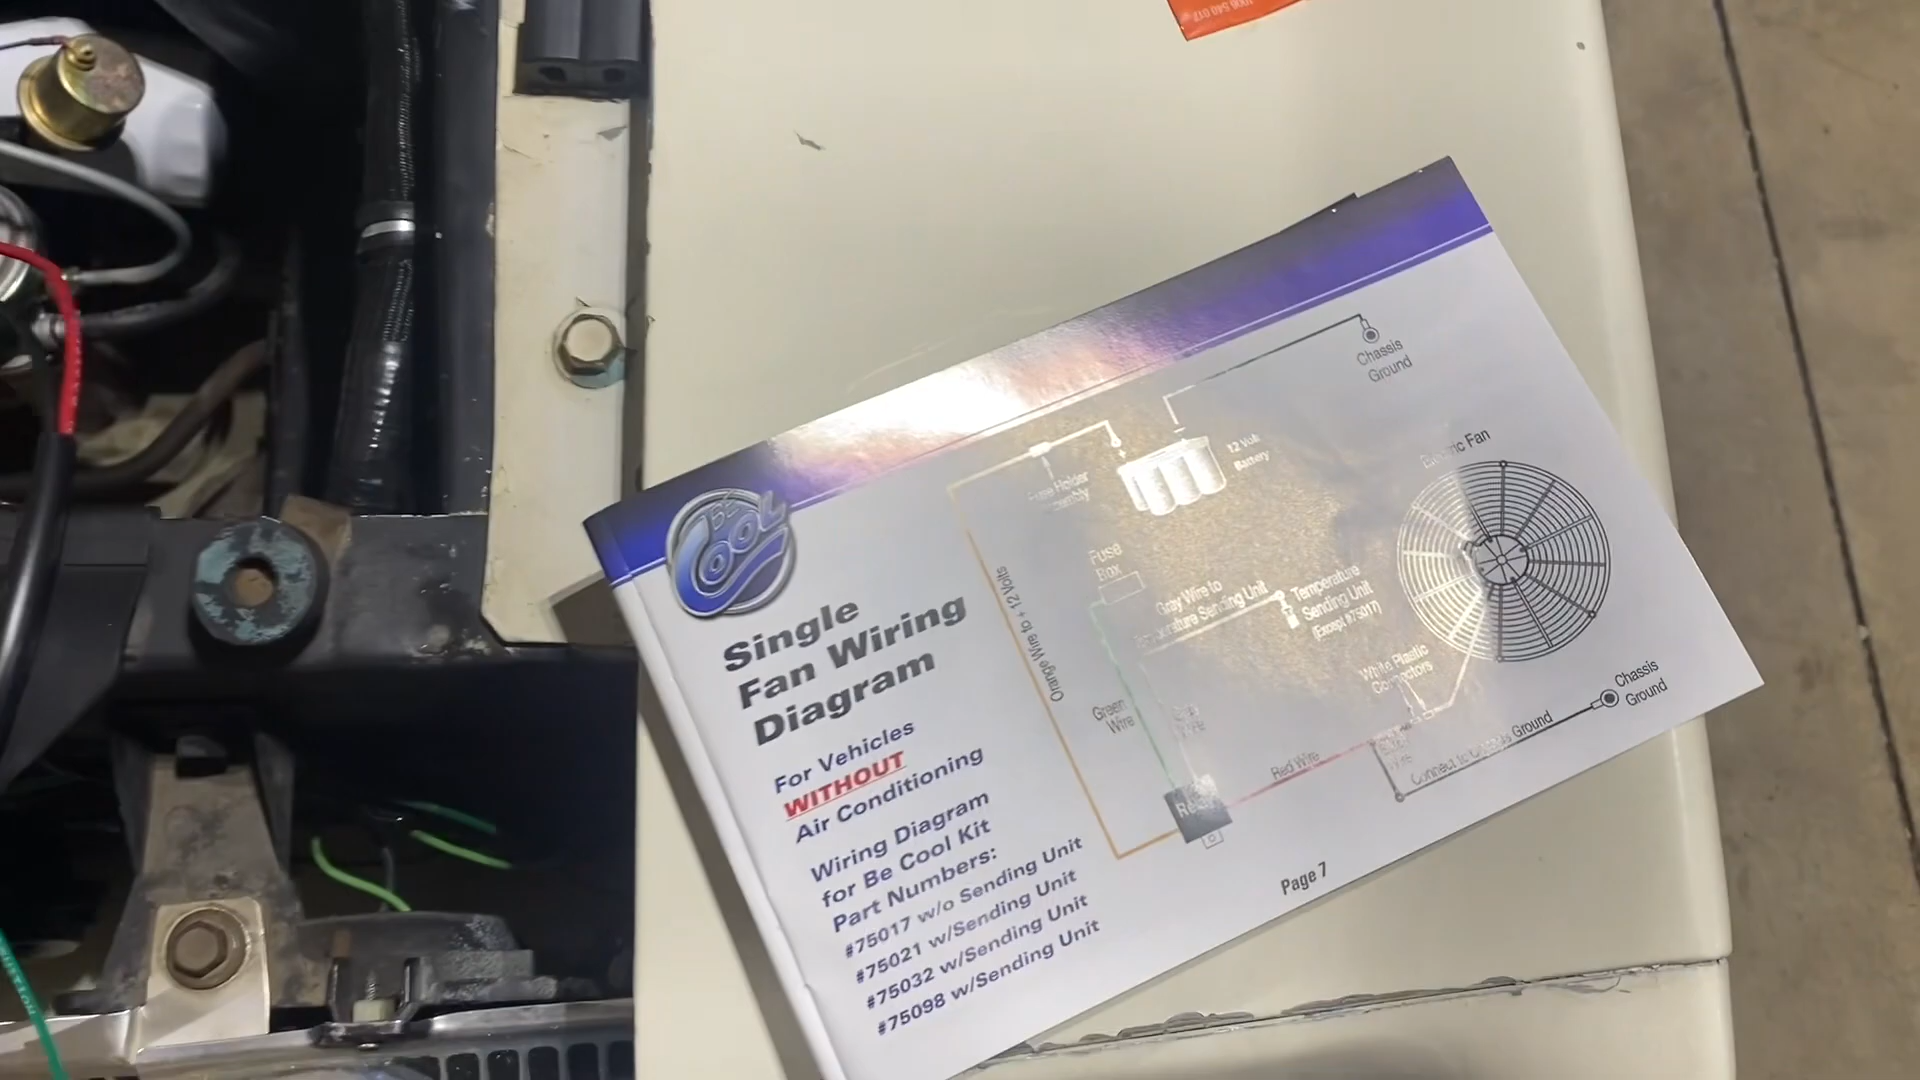 BE COOL
Single
Fan Wiring
Diagram
For Vehicles
WITHOUT
Air Conditioning
Wiring Diagram
for Be Cool Kit
Part Numbers:
#75017 w/o Sending Unit
#75021 w/Sending Unit
#75032 w/Sending Unit
#75098 w/Sending Unit
Chassis
Ground
12 Volt
Battery
Fuse Holder
Electric Fan
Fuse
Box
Orange Wire to + 12 Volts
Gray Wire to
Temperature Sending Unit
Temperature
Sending Unit
(Except #75017)
Green
Wire
White Plastic
Connectors
Red Wire
Wire
Connect to Chassis Ground
Chassis
Ground
Page 7